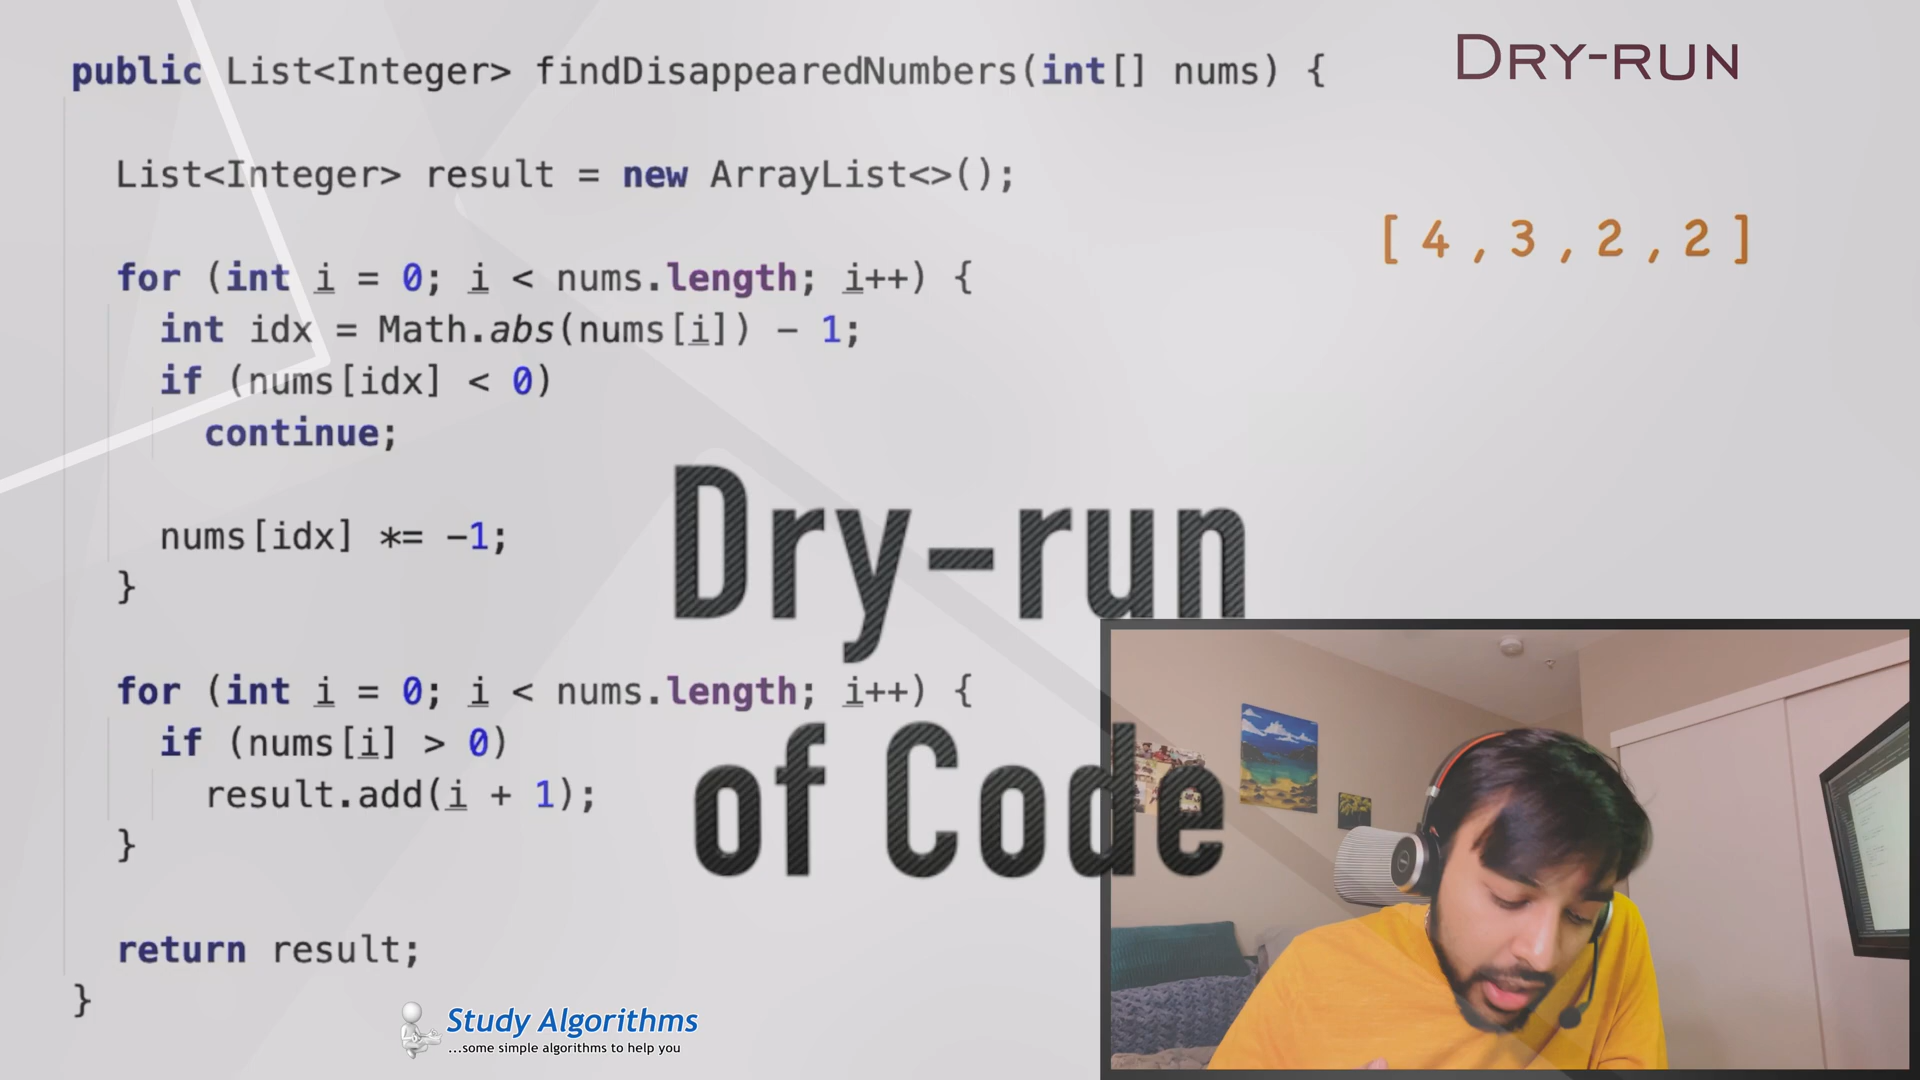 public List<Integer> findDisappearedNumbers(int[] nums) {
List<Integer> result = new ArrayList<>();
for (int i = 0; i < nums.length; i++) {
int idx = Math.abs(nums[i]) - 1;
if (nums[idx] < 0)
continue;
nums[idx] *= -1;
}
for (int i = 0; i < nums.length; i++) {
if (nums[i] > 0)
result.add(i + 1);
}
return result;
}
DRY-RUN
[ 4 , 3 , 2 , 2 ]
Dry-run
of Code
Study Algorithms
...some simple algorithms to help you